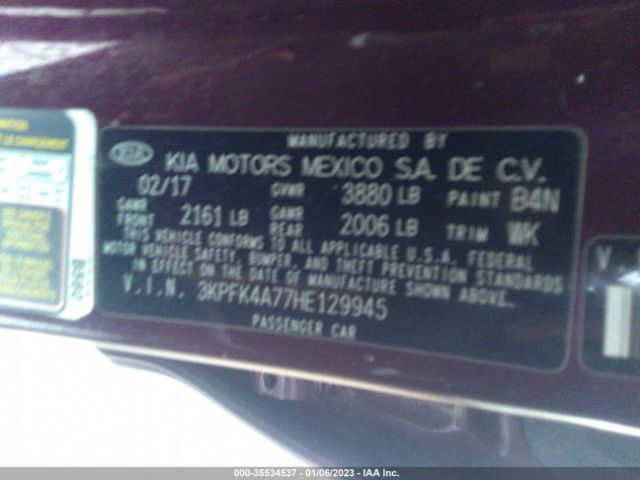 MANUFACTURED BY
KIA KIA MOTORS MEXICO S.A. DE C.V.
02/17 GVWR 3880 LB PAINT B4N
GAWR FRONT 2161 LB GAWR REAR 2006 LB TRIM WK
THIS VEHICLE CONFORMS TO ALL APPLICABLE U.S.A. FEDERAL
MOTOR VEHICLE SAFETY, BUMPER, AND THEFT PREVENTION STANDARDS
IN EFFECT ON THE DATE OF MANUFACTURE SHOWN ABOVE.
V.I.N. 3KPFK4A77HE129945
PASSENGER CAR
V
000-35534537 - 01/06/2023 - IAA Inc.